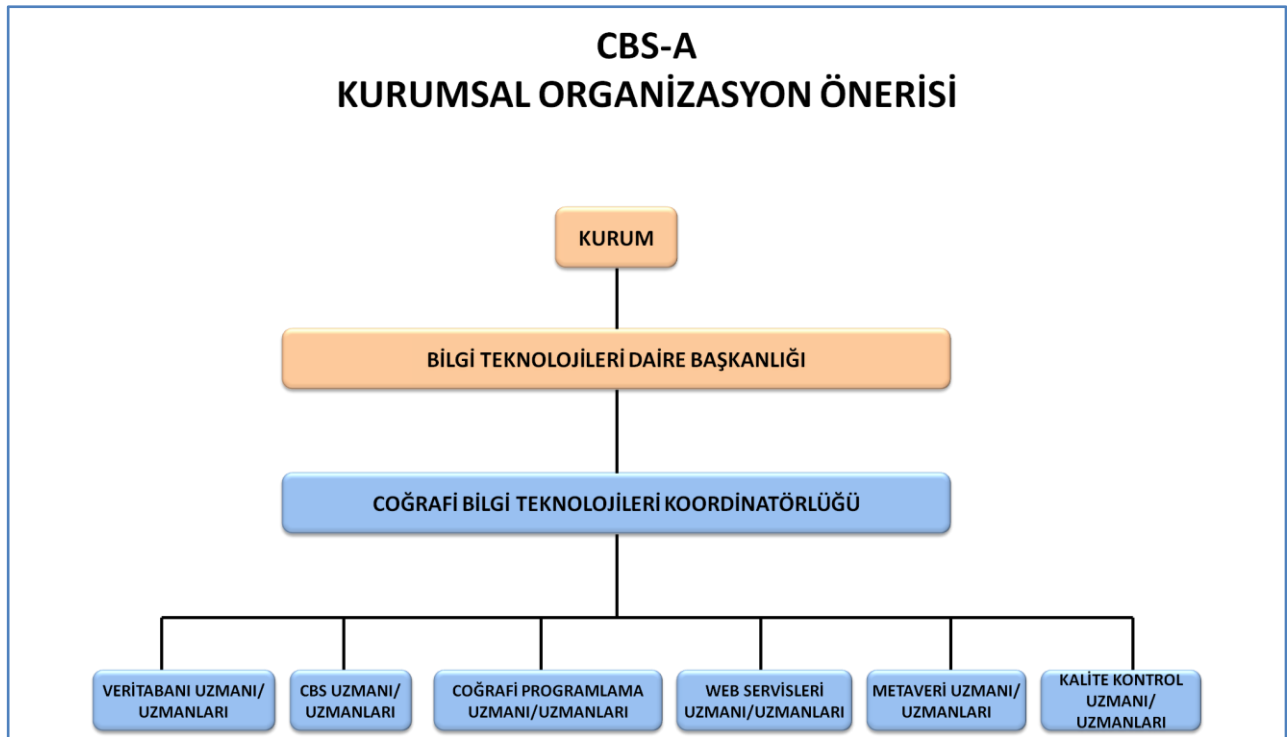 CBS-A
KURUMSAL ORGANİZASYON ÖNERİSİ
KURUM
BİLGİ TEKNOLOJİLERİ DAİRE BAŞKANLIĞI
COĞRAFİ BİLGİ TEKNOLOJİLERİ KOORDİNATÖRLÜĞÜ
VERİTABANI UZMANI/
UZMANLARI
CBS UZMANI/
UZMANLARI
COĞRAFİ PROGRAMLAMA
UZMANI/UZMANLARI
WEB SERVİSLERİ
UZMANI/UZMANLARI
METAVERİ UZMANI/
UZMANLARI
KALİTE KONTROL
UZMANI/
UZMANLARI